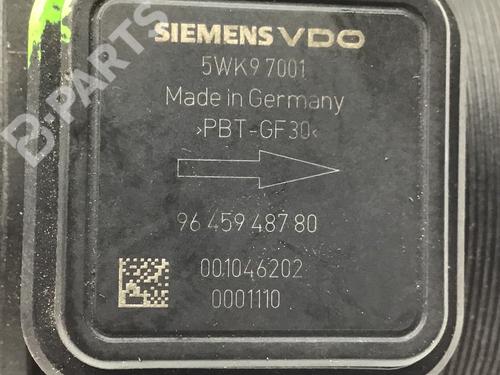 SIEMENS VDO
5WK9 7001
Made in Germany
›PBT-GF30‹
96 459 487 80
001046202
0001110
B-PARTS